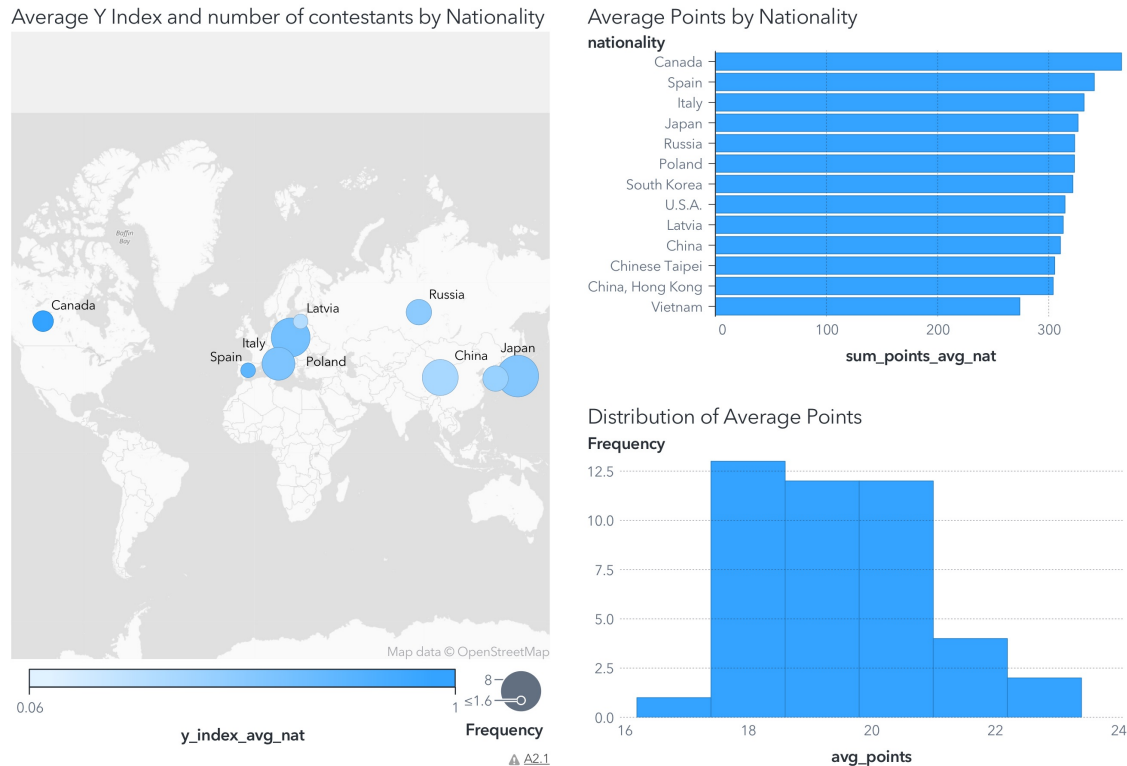 Average Y Index and number of contestants by Nationality
Baffin
Bay
Canada
Russia
Latvia
Italy
Spain
Poland
China
Japan
Map data © OpenStreetMap
0.06
1
y_index_avg_nat
8
≤1.6
Frequency
A2.1
Average Points by Nationality
nationality
Canada
Spain
Italy
Japan
Russia
Poland
South Korea
U.S.A.
Latvia
China
Chinese Taipei
China, Hong Kong
Vietnam
0 100 200 300
sum_points_avg_nat
Distribution of Average Points
Frequency
12.5
10.0
7.5
5.0
2.5
0.0
16 18 20 22 24
avg_points